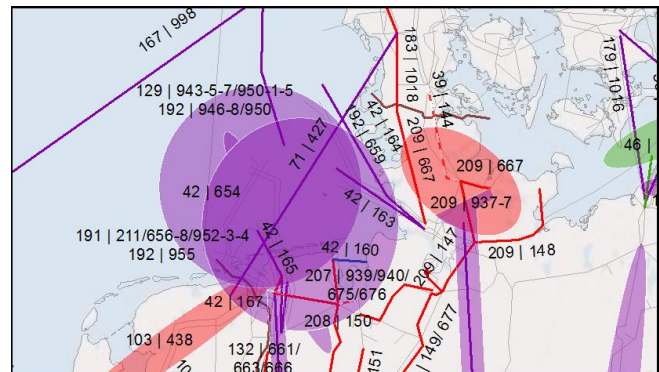 167 | 998
183 | 1018
179 | 1016
39 | 144
129 | 943-5-7/950-1-5
192 | 946-8/950
42 | 164
192 | 659
209 | 667
71 | 427
46 |
209 | 667
42 | 654
42 | 163
209 | 937-7
191 | 211/656-8/952-3-4
192 | 955
42 | 165
42 | 160
209 | 147
209 | 148
207 | 939/940/
675/676
42 | 167
208 | 150
103 | 438
149/ 677
132 | 661/
663/666
151
10